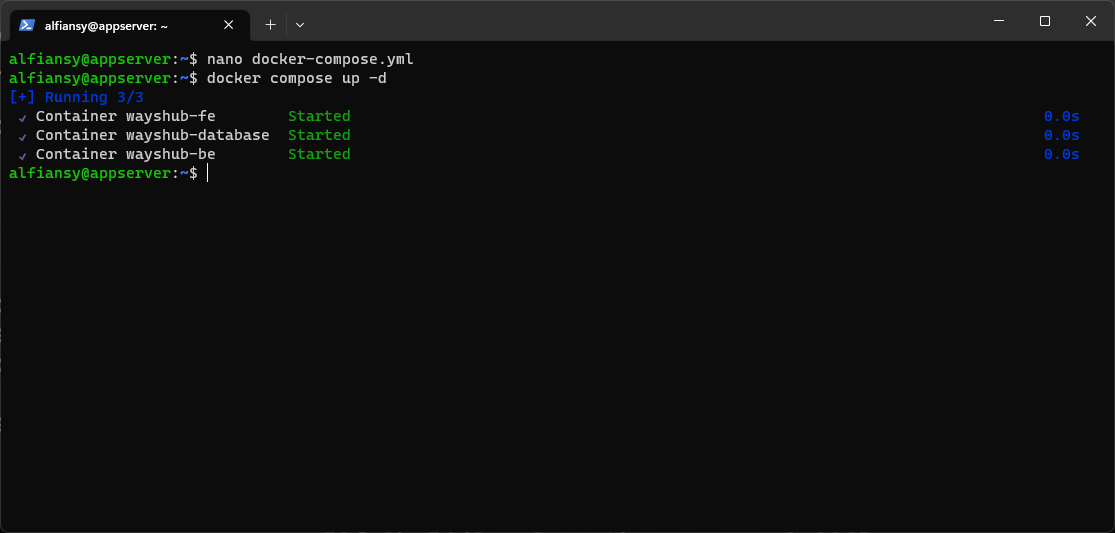 alfiansy@appserver: ~
alfiansy@appserver:~$ nano docker-compose.yml
alfiansy@appserver:~$ docker compose up -d
[+] Running 3/3
✓ Container wayshub-fe Started 0.0s
✓ Container wayshub-database Started 0.0s
✓ Container wayshub-be Started 0.0s
alfiansy@appserver:~$